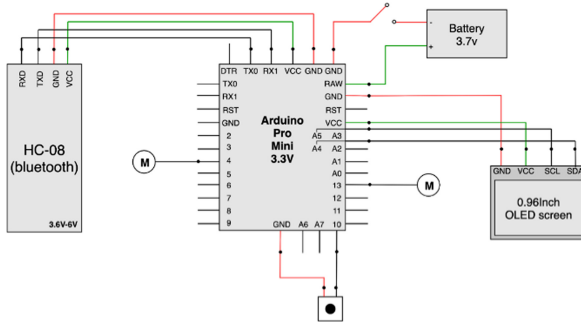 Battery
3.7v
-
+
RXD
TXD
GND
VCC
HC-08
(bluetooth)
3.6V-6V
DTR TX0 RX1 VCC GND GND
TX0
RX1
RST
GND
2
3
4
5
6
7
8
9
Arduino
Pro
Mini
3.3V
RAW
GND
RST
VCC
A5 A3
A4 A2
A1
A0
13
12
11
10
GND A6 A7
M
M
GND VCC SCL SDA
0.96Inch
OLED screen